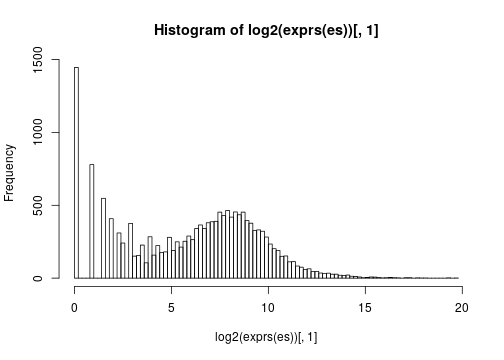 Histogram of log2(exprs(es))[, 1]
Frequency
1500
1000
500
0
0 5 10 15 20
log2(exprs(es))[, 1]